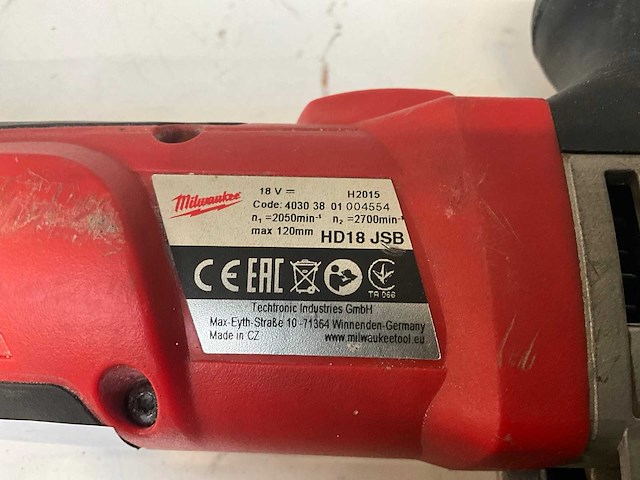 Milwaukee
18 V ⎓ H2015
Code: 4030 38 01 004554
n₁ =2050min⁻¹ n₂ =2700min⁻¹
max 120mm HD18 JSB
CE EAC
TA 066
Techtronic Industries GmbH
Max-Eyth-Straße 10 -71364 Winnenden-Germany
Made in CZ www.milwaukeetool.eu